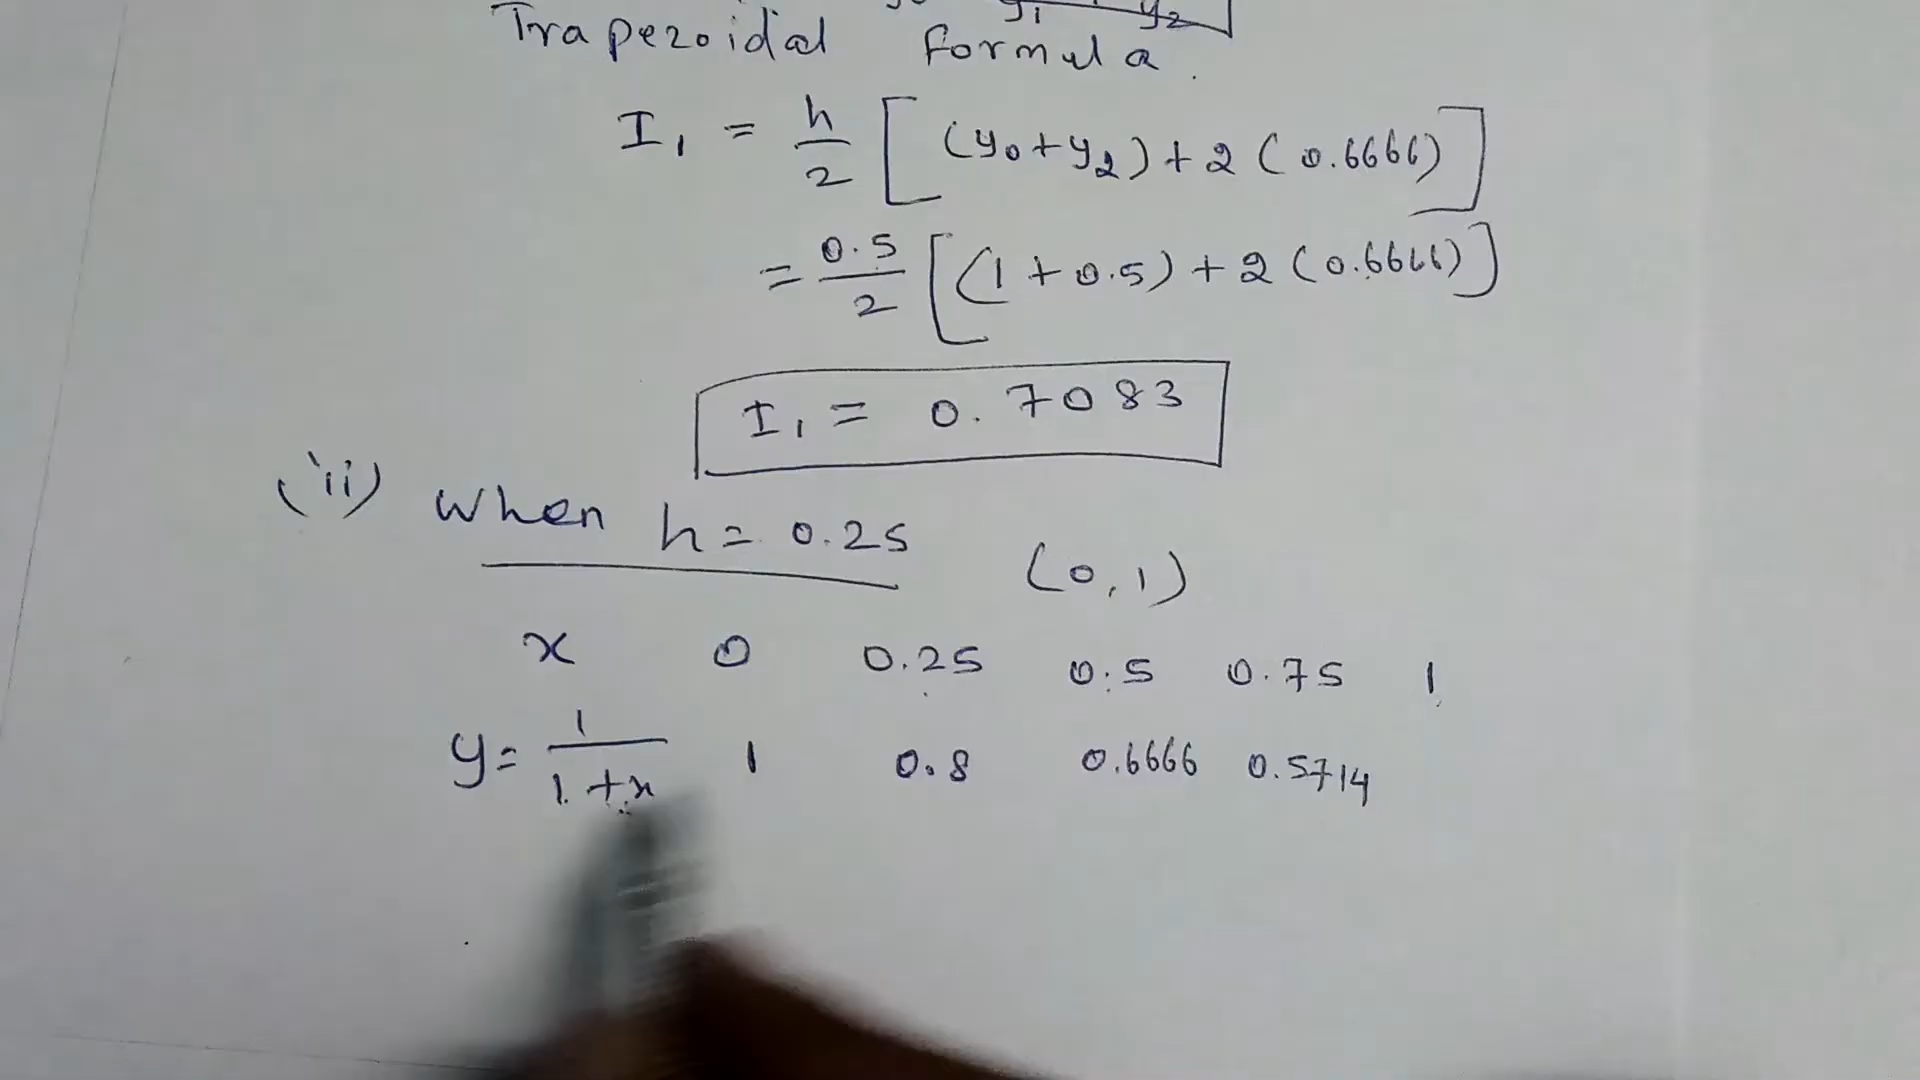 y1 y2
Trapezoidal formula.
I1 = h/2 [(y0+y2)+2(0.6666)]
= 0.5/2 [(1+0.5)+2(0.6666)]
I1 = 0.7083
(ii) When h = 0.25 (0,1)
x 0 0.25 0.5 0.75 1
y = 1/1+x 1 0.8 0.6666 0.5714